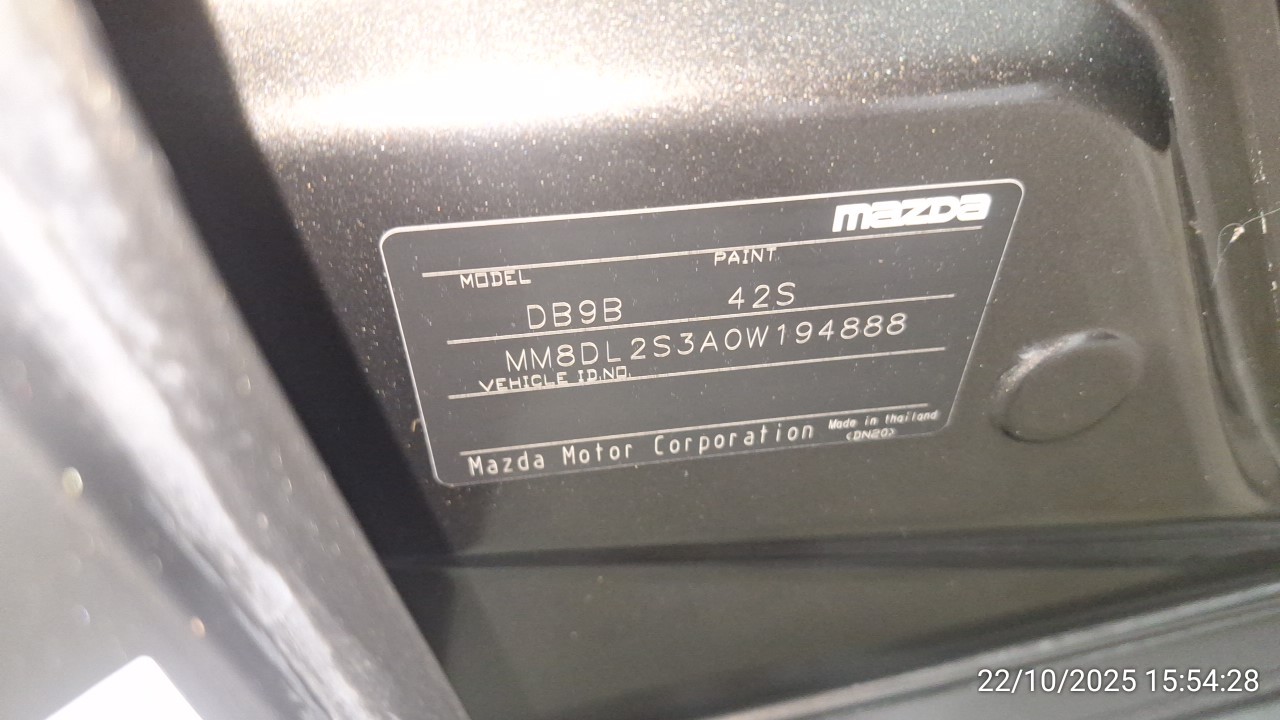 mazda
MODEL PAINT
DB9B 42S
MM8DL2S3A0W194888
VEHICLE ID.NO.
Mazda Motor Corporation Made in thailand
<DN20>
22/10/2025 15:54:28